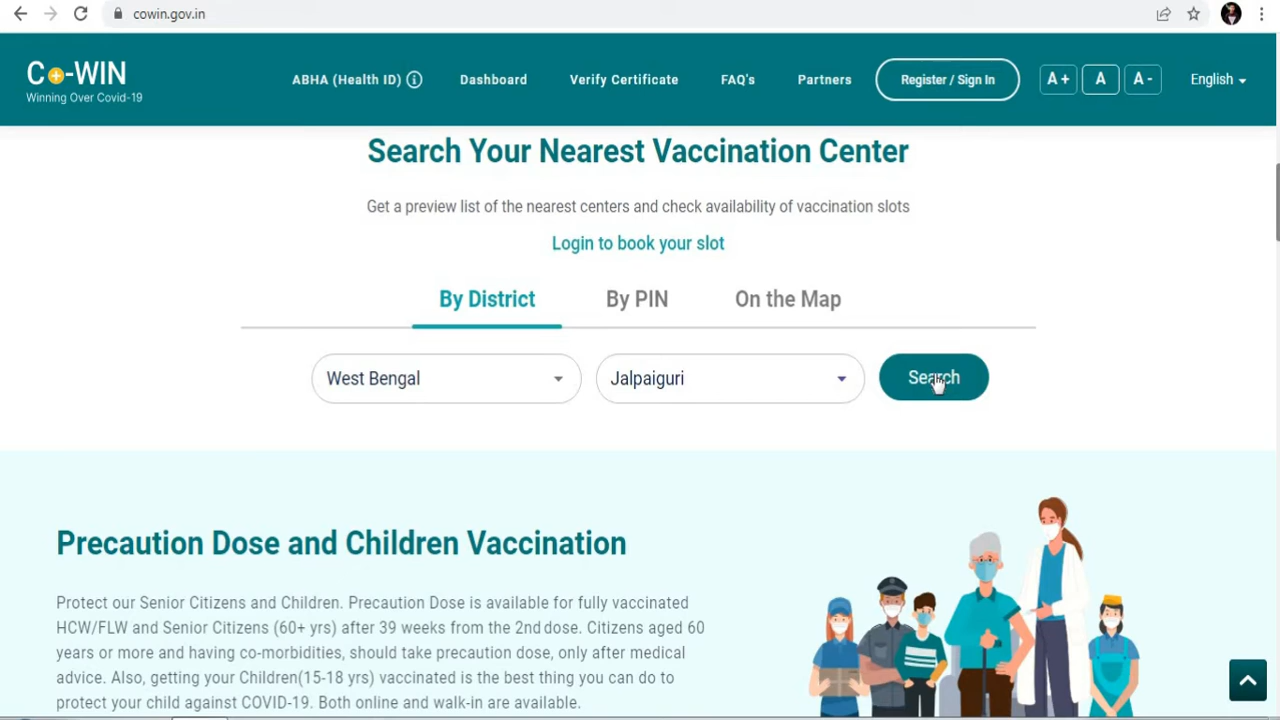 cowin.gov.in
Co-WIN
Winning Over Covid-19
ABHA (Health ID)
Dashboard
Verify Certificate
FAQ's
Partners
Register / Sign In
A+
A
A-
English
Search Your Nearest Vaccination Center
Get a preview list of the nearest centers and check availability of vaccination slots
Login to book your slot
By District
By PIN
On the Map
West Bengal
Jalpaiguri
Search
Precaution Dose and Children Vaccination
Protect our Senior Citizens and Children. Precaution Dose is available for fully vaccinated
HCW/FLW and Senior Citizens (60+ yrs) after 39 weeks from the 2nd dose. Citizens aged 60
years or more and having co-morbidities, should take precaution dose, only after medical
advice. Also, getting your Children(15-18 yrs) vaccinated is the best thing you can do to
protect your child against COVID-19. Both online and walk-in are available.